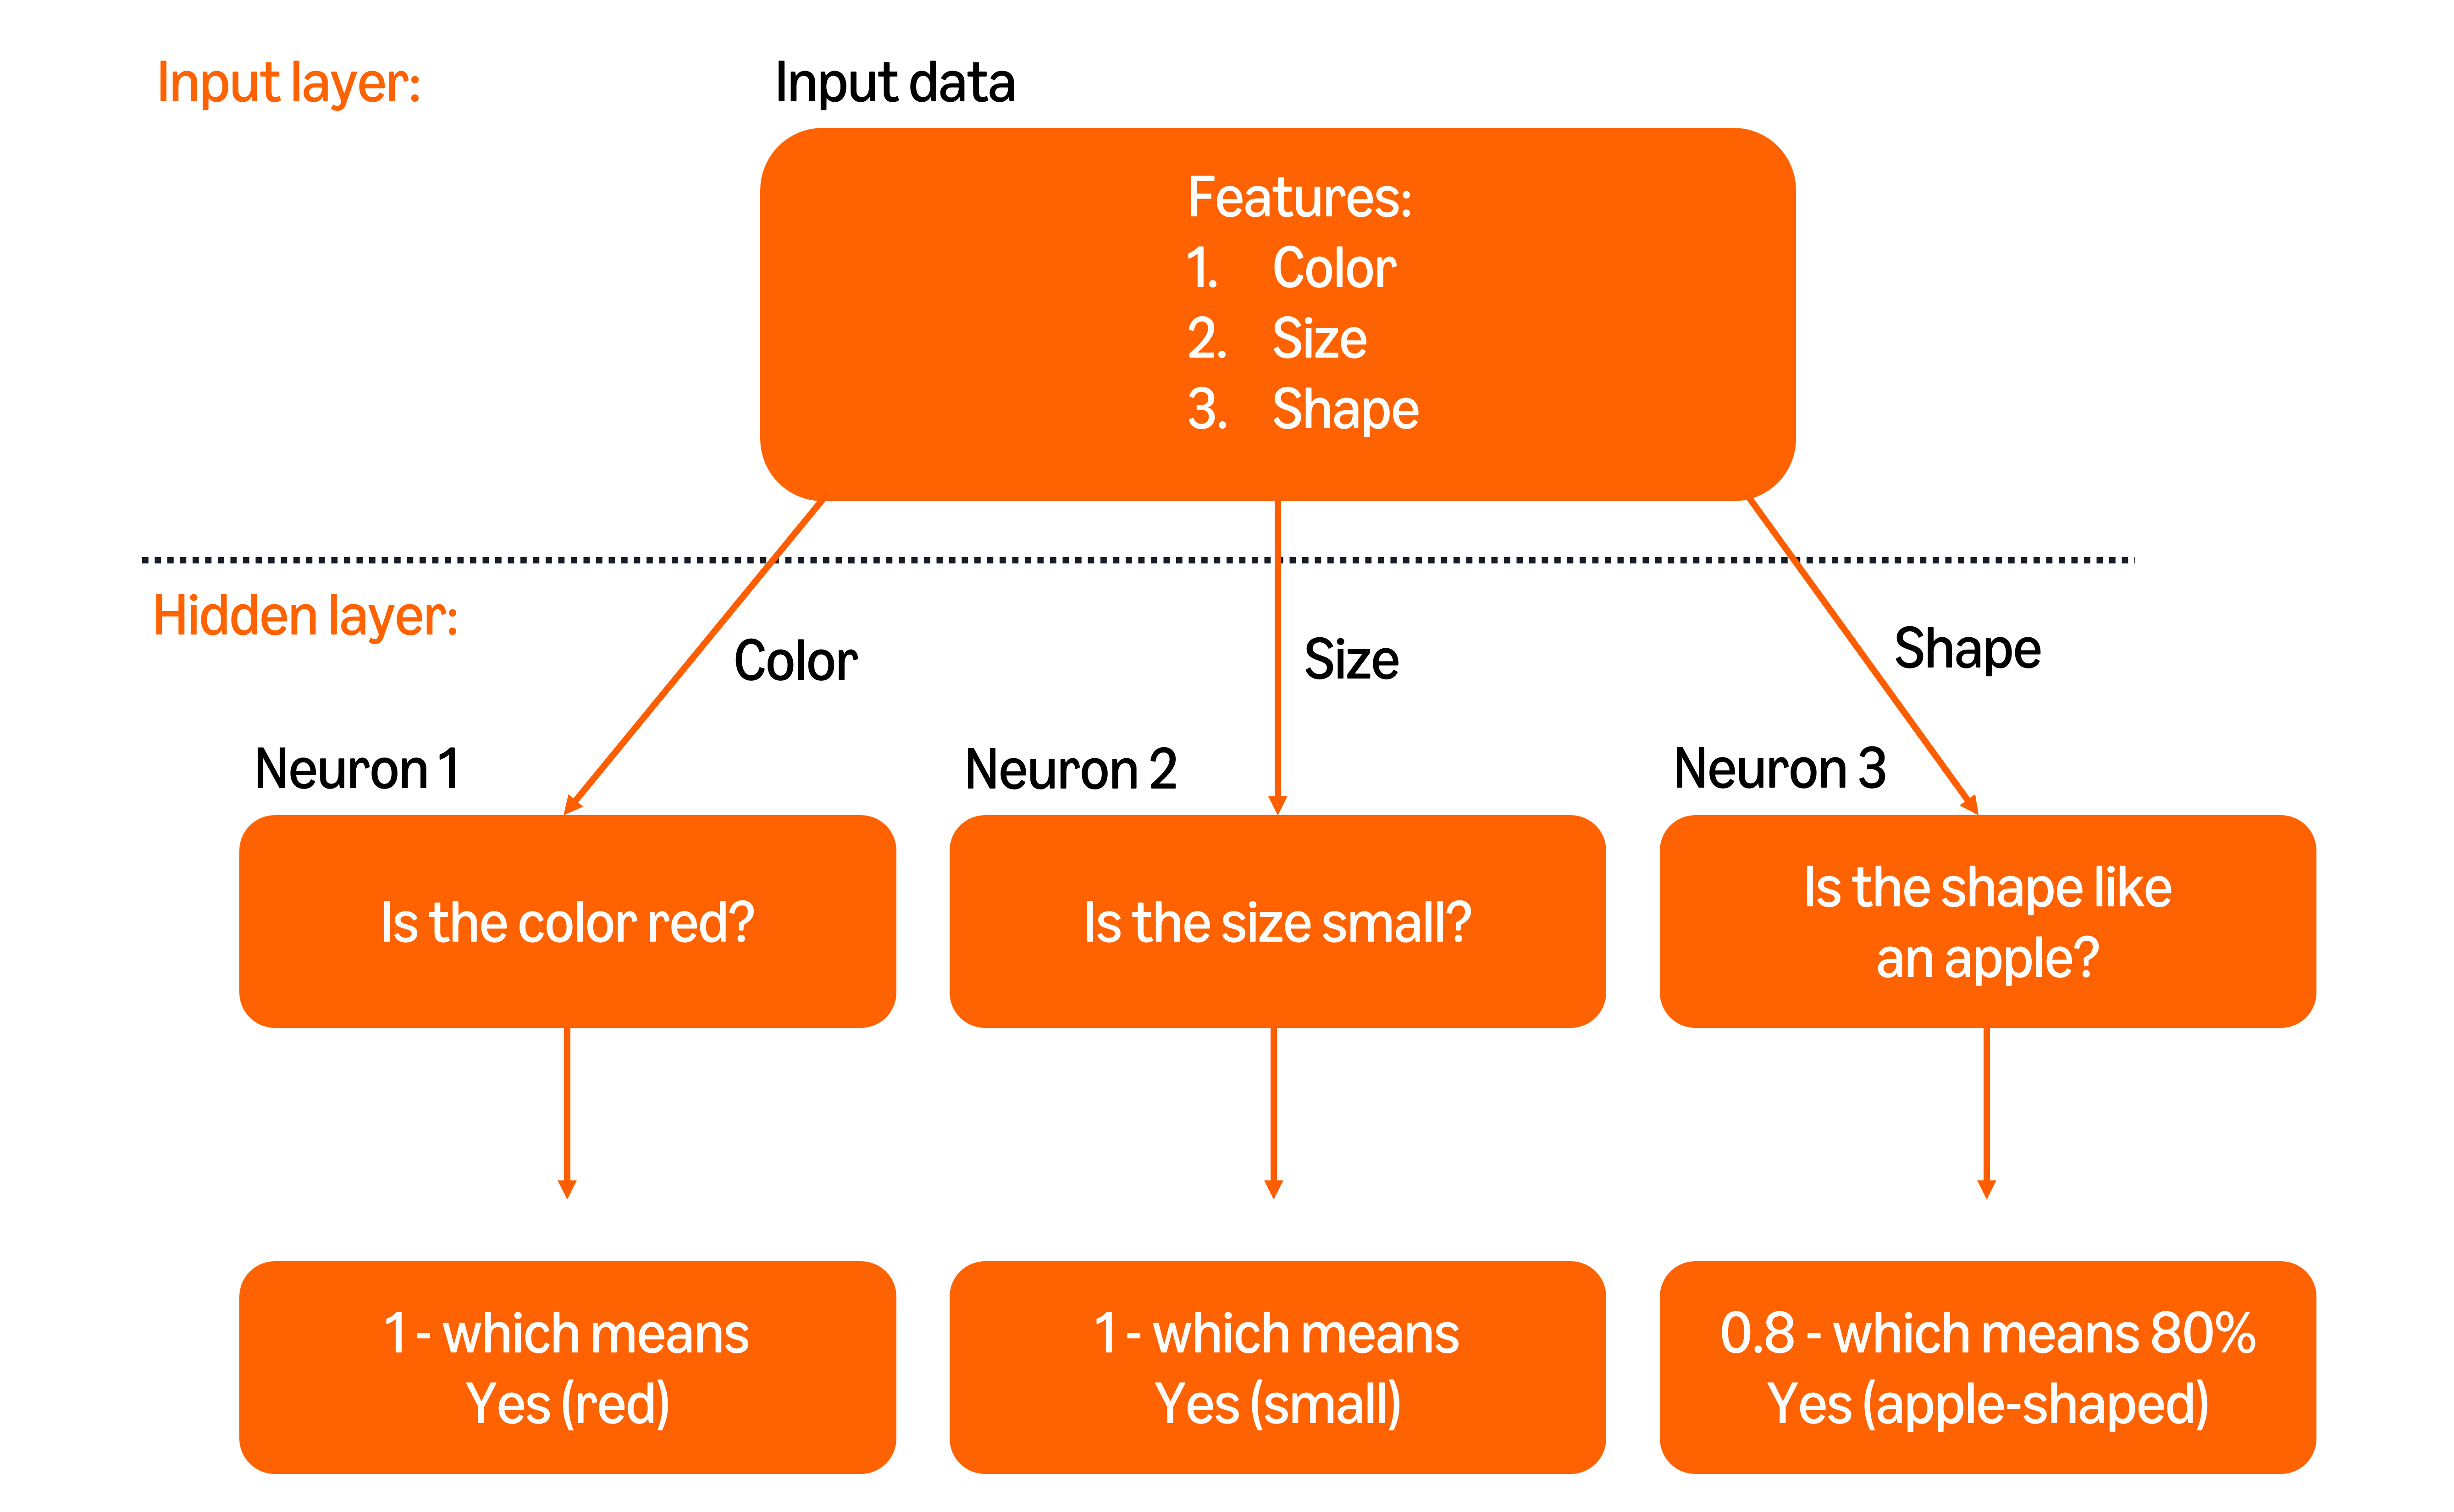 Input layer:
Input data
Features:
1. Color
2. Size
3. Shape
Hidden layer:
Color
Size
Shape
Neuron 1
Neuron 2
Neuron 3
Is the color red?
Is the size small?
Is the shape like
an apple?
1 - which means
Yes (red)
1 - which means
Yes (small)
0.8 - which means 80%
Yes (apple-shaped)